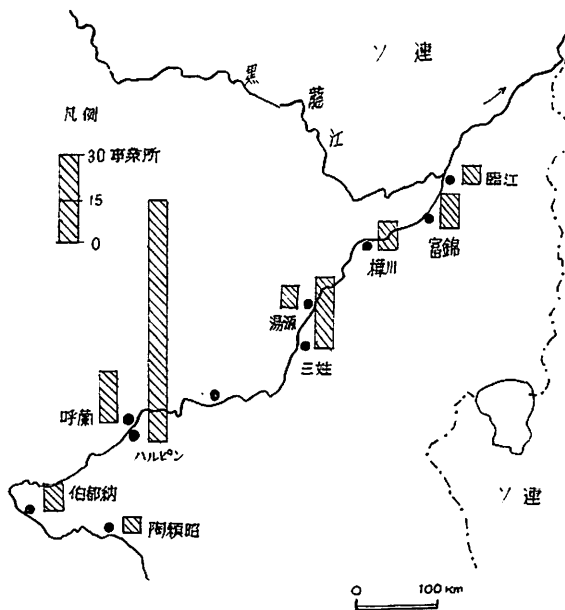 ソ連
黒龍江
凡例
30 事業所
15
0
臨江
富錦
樺川
湯源
三姓
呼蘭
ハルピン
伯都納
陶頼昭
ソ連
0 100 km